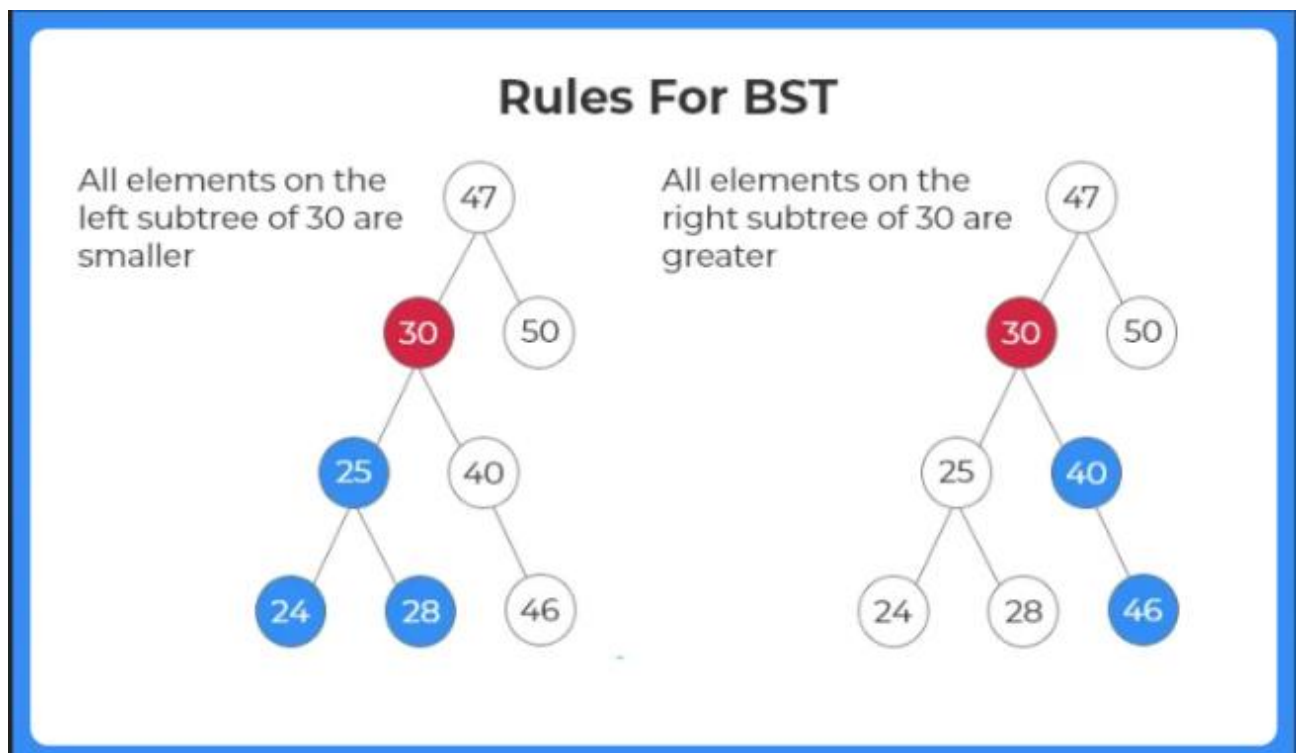 Rules For BST
All elements on the
left subtree of 30 are
smaller
47
30
50
25
40
24
28
46
All elements on the
right subtree of 30 are
greater
47
30
50
25
40
24
28
46